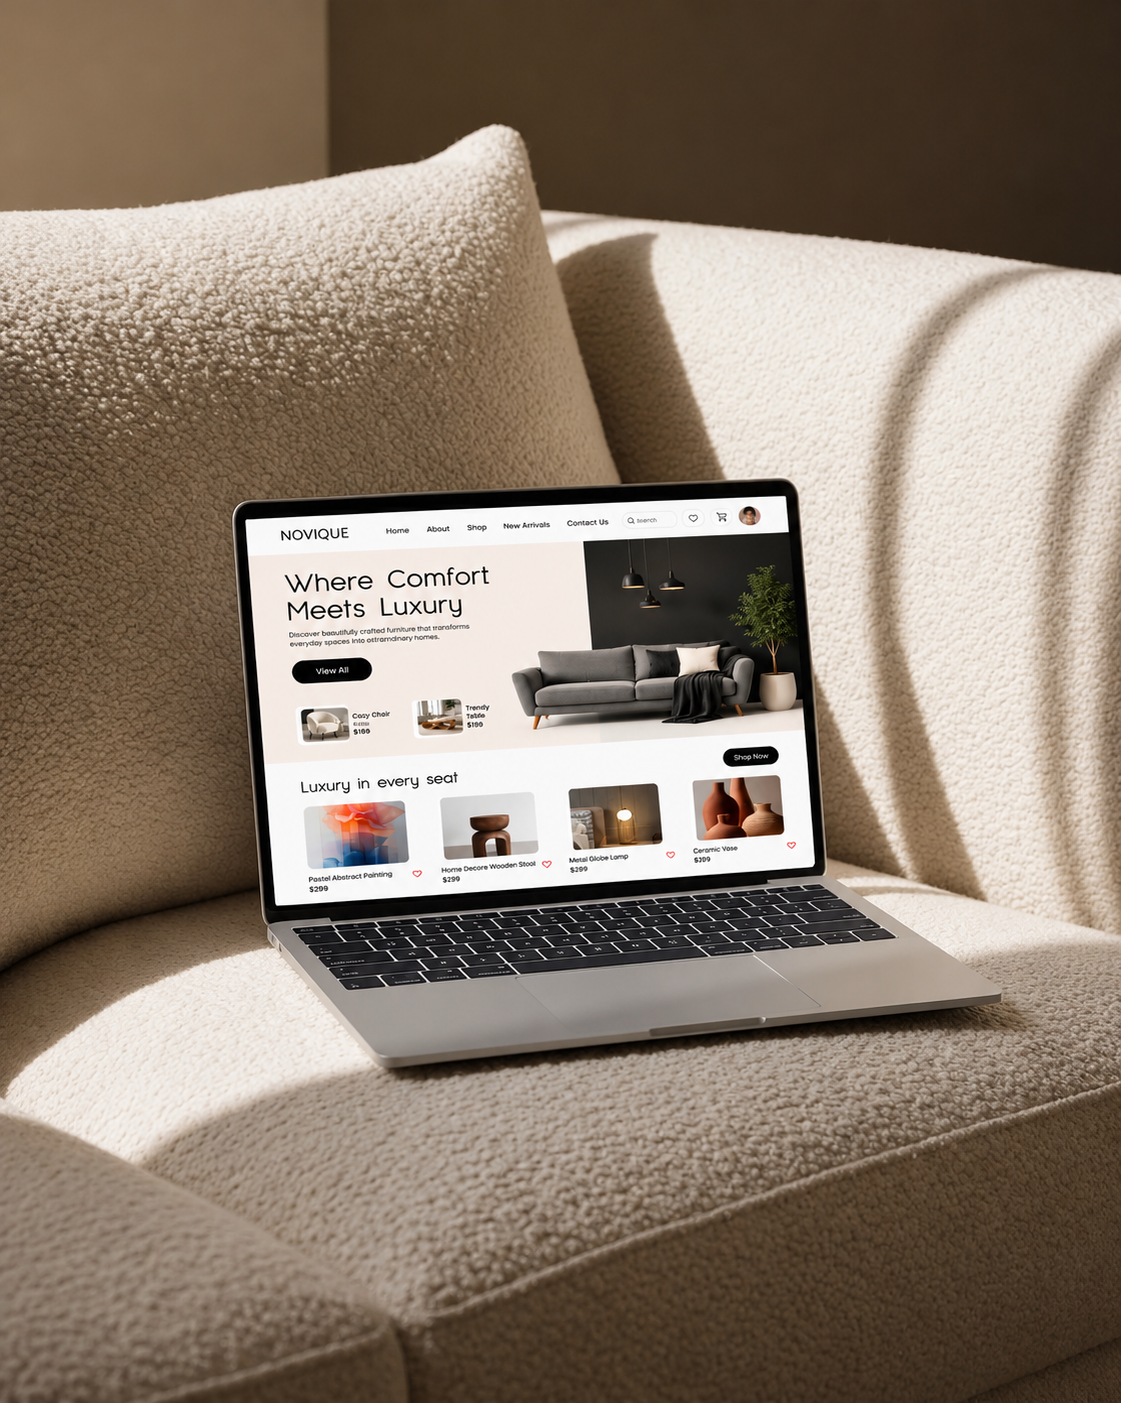 NOVIQUE
Home
About
Shop
New Arrivals
Contact Us
Search
Where Comfort
Meets Luxury
Discover beautifully crafted furniture that transforms
everyday spaces into
View All
Cozy Chair
$199
Trendy
Table
$199
Shop Now
Luxury in every seat
Pastel Abstract Painting
$299
Home Decore Wooden Stool
$299
Metal Globe Lamp
$299
Ceramic Vase
$399